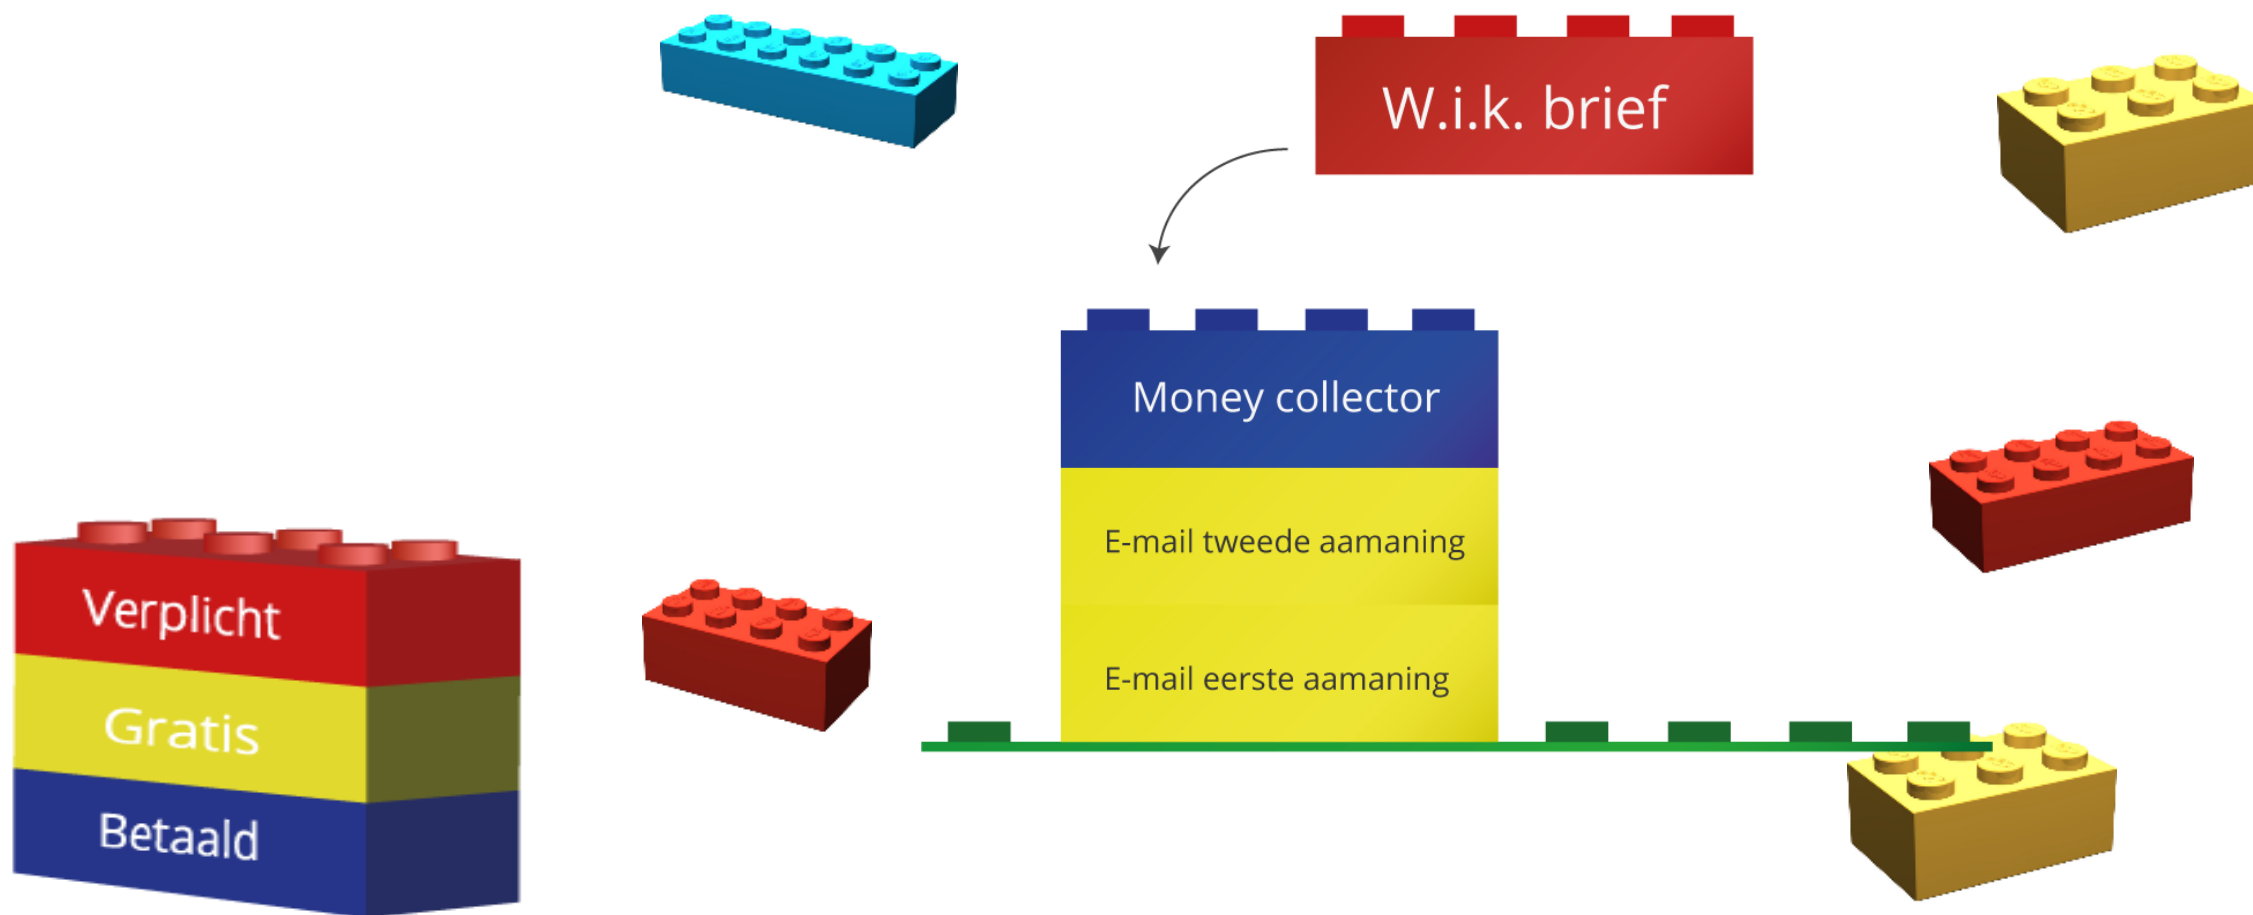 W.i.k. brief
Money collector
E-mail tweede aamaning
E-mail eerste aamaning
Verplicht
Gratis
Betaald